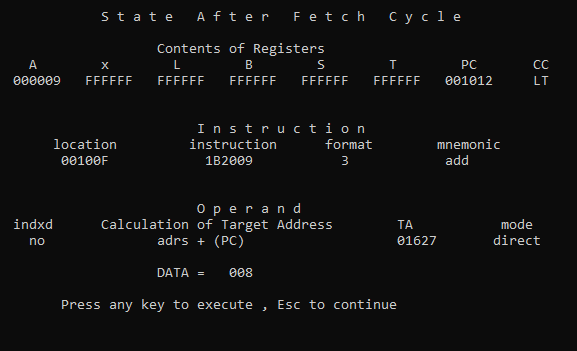 S t a t e   A f t e r   F e t c h   C y c l e
Contents of Registers
A x L B S T PC CC
000009 FFFFFF FFFFFF FFFFFF FFFFFF FFFFFF 001012 LT
I n s t r u c t i o n
location instruction format mnemonic
00100F 1B2009 3 add
O p e r a n d
indxd Calculation of Target Address TA mode
no adrs + (PC) 01627 direct
DATA = 008
Press any key to execute , Esc to continue